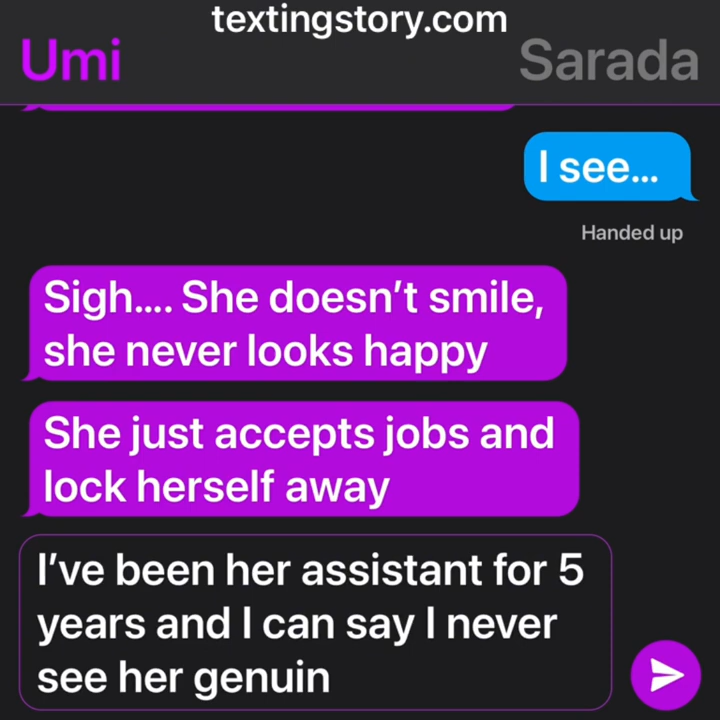 textingstory.com
Umi
Sarada
I see...
Handed up
Sigh.... She doesn’t smile,
she never looks happy
She just accepts jobs and
lock herself away
I’ve been her assistant for 5
years and I can say I never
see her genuin